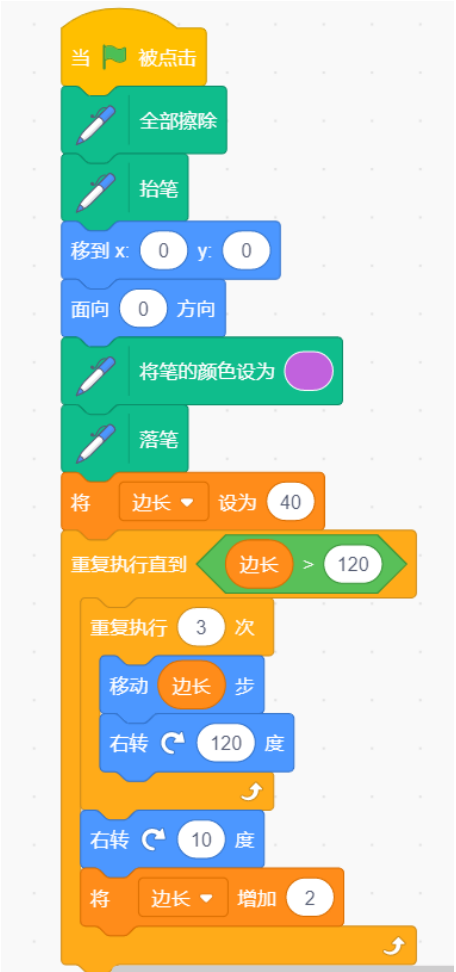 当 被点击
全部擦除
抬笔
移到 x: 0 y: 0
面向 0 方向
将笔的颜色设为
落笔
将 边长 设为 40
重复执行直到 边长 > 120
重复执行 3 次
移动 边长 步
右转 120 度
右转 10 度
将 边长 增加 2